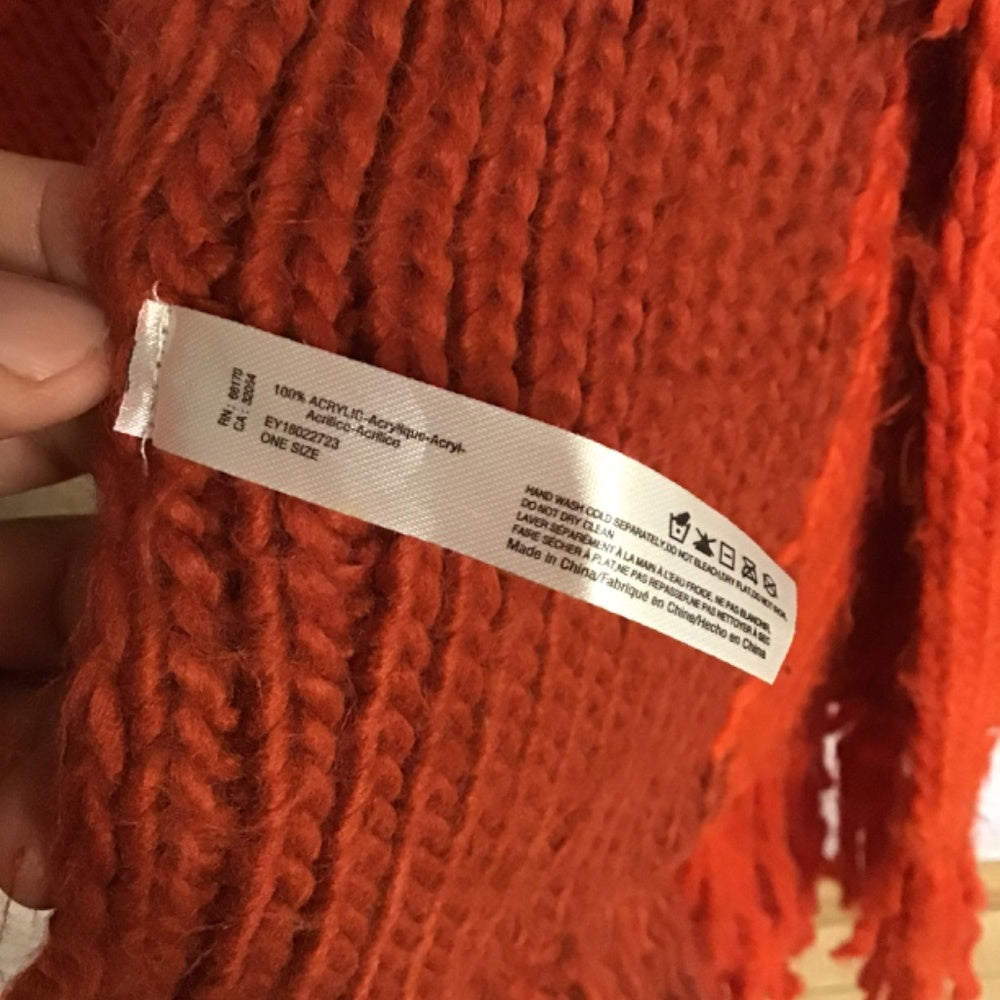 RN: 66170
CA: 32054
100% ACRYLIC-Acrylique-Acryl-
Acrilico-Acrílico
EY18022723
ONE SIZE
HAND WASH COLD SEPARATELY.DO NOT BLEACH.DRY FLAT.DO NOT IRON.
DO NOT DRY CLEAN
LAVER SÉPARÉMENT À LA MAIN À L'EAU FROIDE, NE PAS BLANCHIR,
FAIRE SÉCHER À PLAT,NE PAS REPASSER,NE PAS NETTOYER À SEC
Made in China/Fabriqué en Chine/Hecho en China